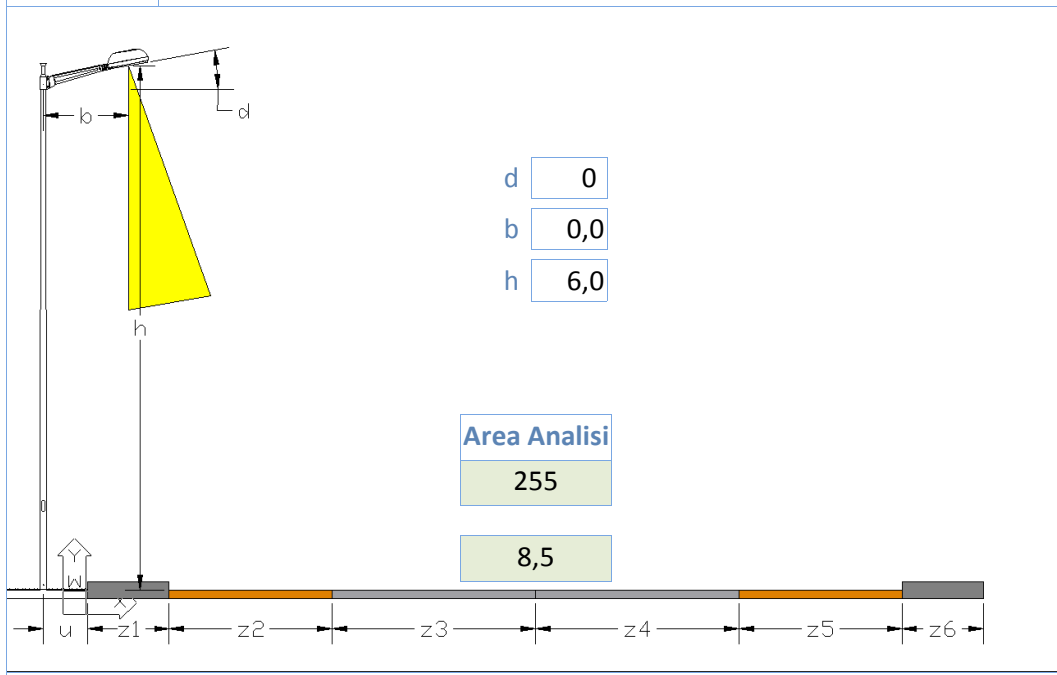 b
d
d 0
b 0,0
h 6,0
h
Area Analisi
255
8,5
Y
W
X
u z1 z2 z3 z4 z5 z6